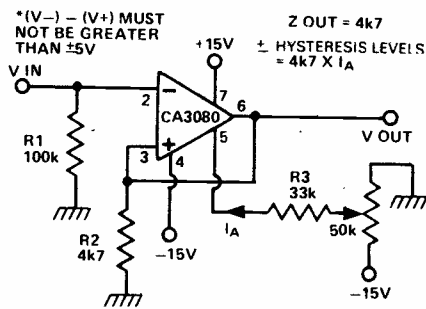 *(V−) − (V+) MUST
NOT BE GREATER
THAN ±5V
Z OUT = 4k7
± HYSTERESIS LEVELS
= 4k7 X IA
V IN
+15V
2
−
7
CA3080
6
3
+
4
5
V OUT
R1
100k
R2
4k7
−15V
IA
R3
33k
50k
−15V